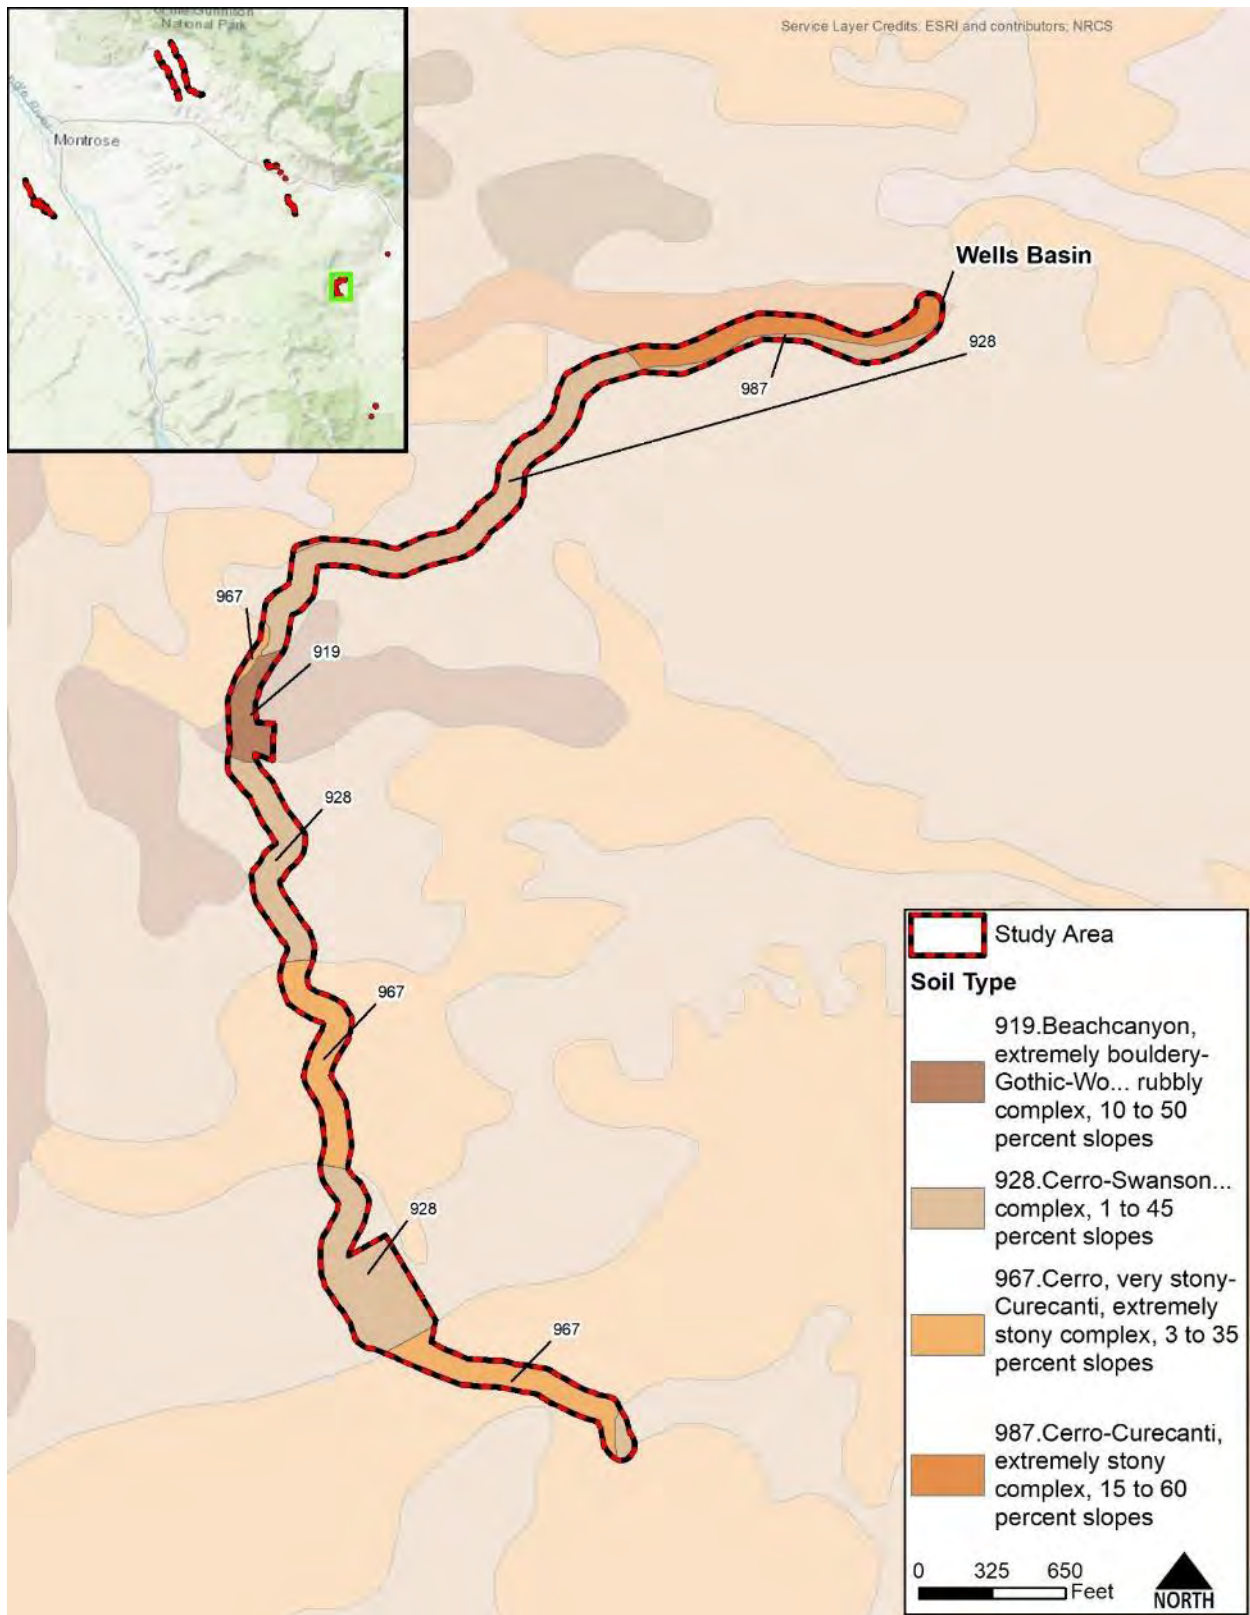 National Park
Service Layer Credits: ESRI and contributors; NRCS
Montrose
Wells Basin
928
987
967
919
928
967
928
967
Study Area
Soil Type
919.Beachcanyon,
extremely bouldery-
Gothic-Wo... rubbly
complex, 10 to 50
percent slopes
928.Cerro-Swanson...
complex, 1 to 45
percent slopes
967.Cerro, very stony-
Curecanti, extremely
stony complex, 3 to 35
percent slopes
987.Cerro-Curecanti,
extremely stony
complex, 15 to 60
percent slopes
0 325 650
Feet
NORTH